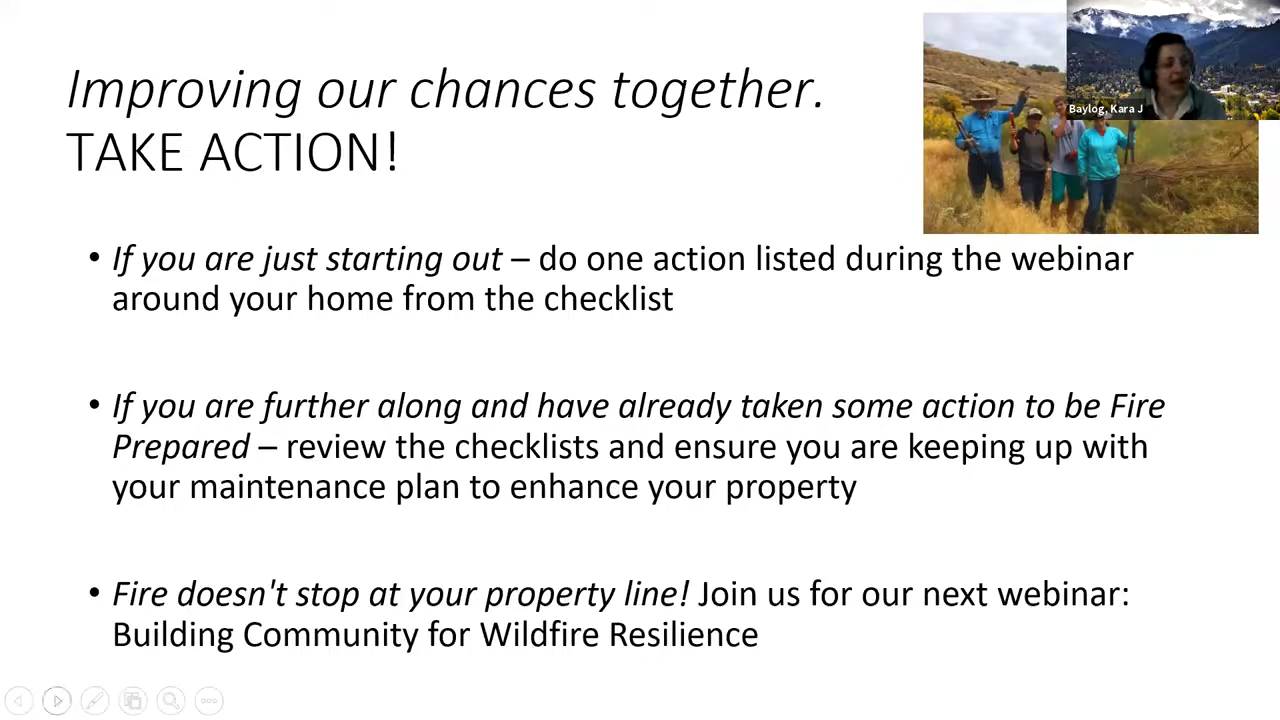 Improving our chances together.
TAKE ACTION!
Baylog, Kara J
• If you are just starting out – do one action listed during the webinar
around your home from the checklist
• If you are further along and have already taken some action to be Fire
Prepared – review the checklists and ensure you are keeping up with
your maintenance plan to enhance your property
• Fire doesn't stop at your property line! Join us for our next webinar:
Building Community for Wildfire Resilience